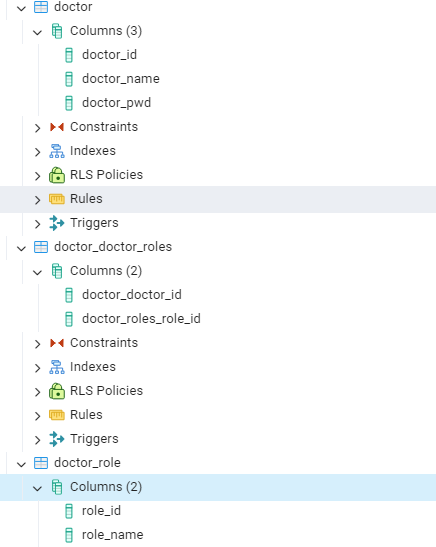 doctor
Columns (3)
doctor_id
doctor_name
doctor_pwd
Constraints
Indexes
RLS Policies
Rules
Triggers
doctor_doctor_roles
Columns (2)
doctor_doctor_id
doctor_roles_role_id
Constraints
Indexes
RLS Policies
Rules
Triggers
doctor_role
Columns (2)
role_id
role_name